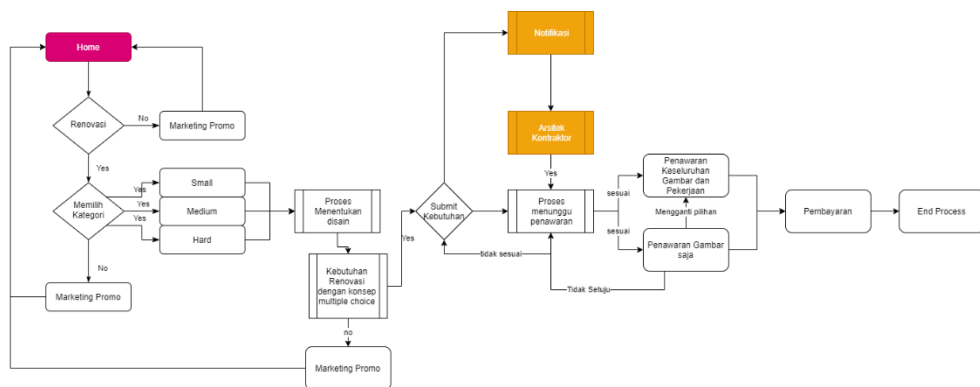 Home
Renovasi
No
Marketing Promo
Yes
Memilih
Kategori
Yes
Yes
Yes
Small
Medium
Hard
No
Marketing Promo
Proses
Menentukan
disain
Kebutuhan
Renovasi
dengan konsep
multiple choice
no
Marketing Promo
Yes
Submit
Kebutuhan
Notifikasi
Arsitek
Kontraktor
Yes
Proses
menunggu
penawaran
tidak sesuai
Tidak Setuju
sesuai
sesuai
Penawaran
Keseluruhan
Gambar dan
Pekerjaan
Mengganti pilihan
Penawaran Gambar
saja
Pembayaran
End Process